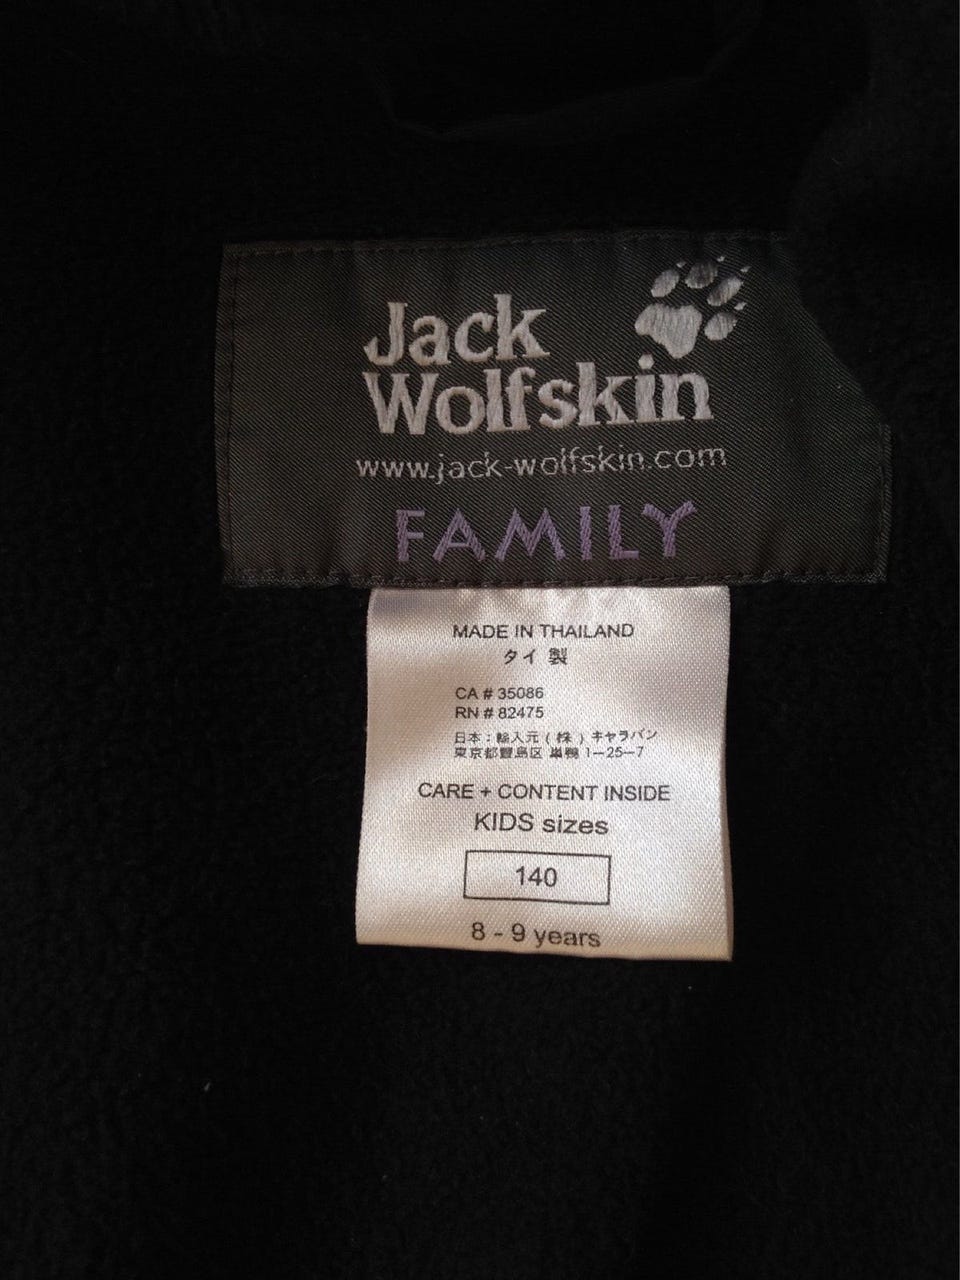 Jack
Wolfskin
www.jack-wolfskin.com
FAMILY
MADE IN THAILAND
タイ 製
CA # 35086
RN # 82475
日本 : 輸入元 ( 株 ) キャラバン
東京都豊島区 巣鴨 1-25-7
CARE + CONTENT INSIDE
KIDS sizes
140
8 - 9 years